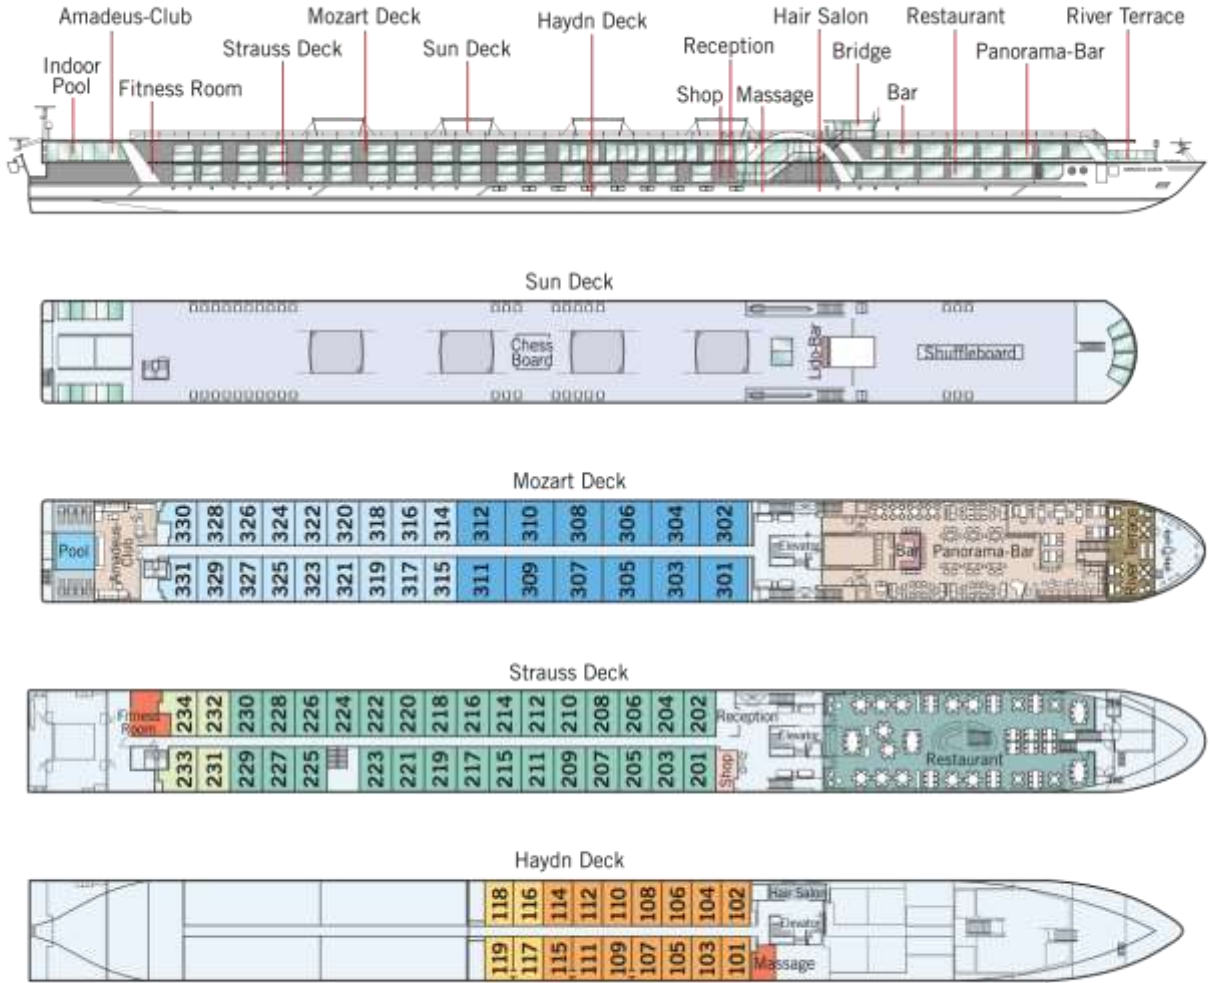 Amadeus-Club
Mozart Deck
Haydn Deck
Hair Salon
Restaurant
River Terrace
Strauss Deck
Sun Deck
Reception
Bridge
Panorama-Bar
Indoor
Pool
Fitness Room
Shop
Massage
Bar
Sun Deck
Chess
Board
Lido-Bar
Shuffleboard
Mozart Deck
330 328 326 324 322 320 318 316 314 312 310 308 306 304 302
Pool
Amadeus-
Club
Elevator
Bar
Panorama-Bar
River Terrace
331 329 327 325 323 321 319 317 315 311 309 307 305 303 301
Strauss Deck
234 232 230 228 226 224 222 220 218 216 214 212 210 208 206 204 202
Fitness
Room
Reception
Elevator
Restaurant
233 231 229 227 225 223 221 219 217 215 211 209 207 205 203 201
Shop
Haydn Deck
118 116 114 112 110 108 106 104 102
Hair Salon
Elevator
119 117 115 111 109 107 105 103 101
Massage